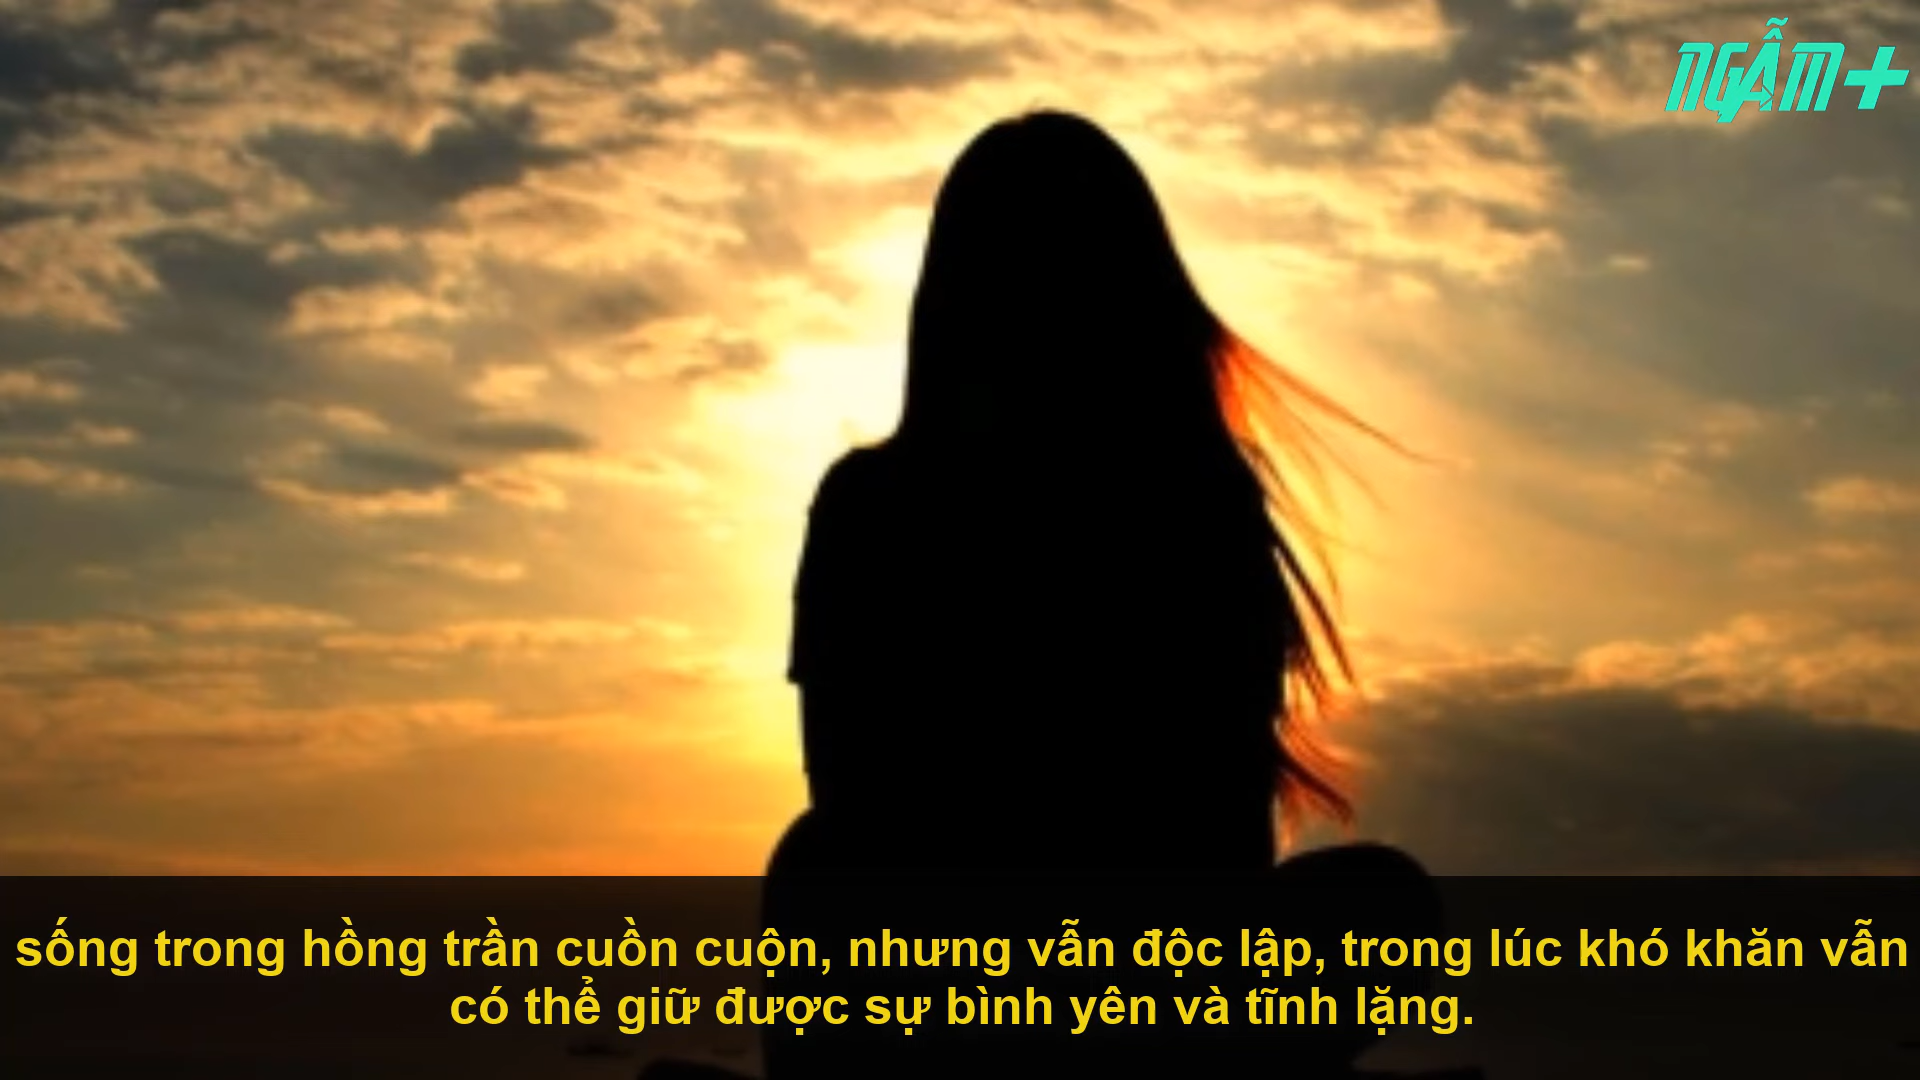 NGẪM+
sống trong hồng trần cuồn cuộn, nhưng vẫn độc lập, trong lúc khó khăn vẫn
có thể giữ được sự bình yên và tĩnh lặng.